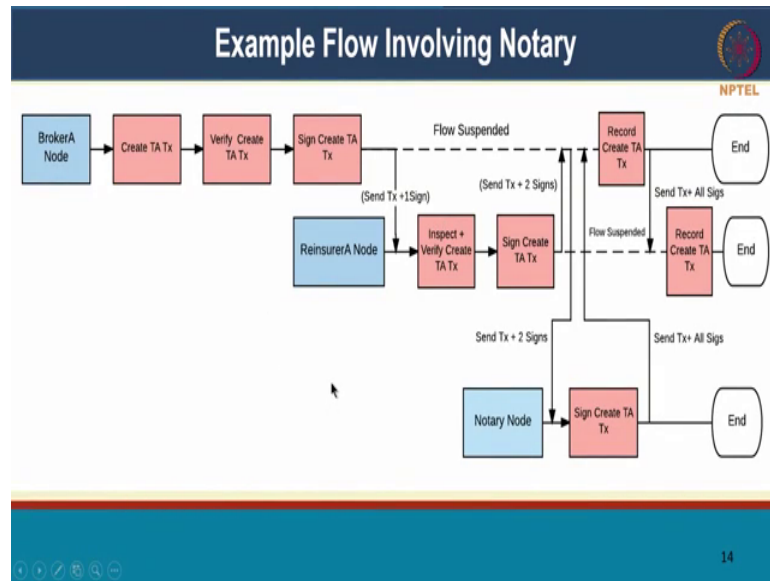 Example Flow Involving Notary
NPTEL
BrokerA
Node
Create TA Tx
Verify Create
TA Tx
Sign Create TA
Tx
Flow Suspended
Record
Create TA
Tx
End
(Send Tx +1Sign)
(Send Tx + 2 Signs)
Send Tx+ All Sigs
ReinsurerA Node
Inspect +
Verify Create
TA Tx
Sign Create
TA Tx
Flow Suspended
Record
Create TA
Tx
End
Send Tx + 2 Signs
Send Tx+ All Sigs
Notary Node
Sign Create TA
Tx
End
14